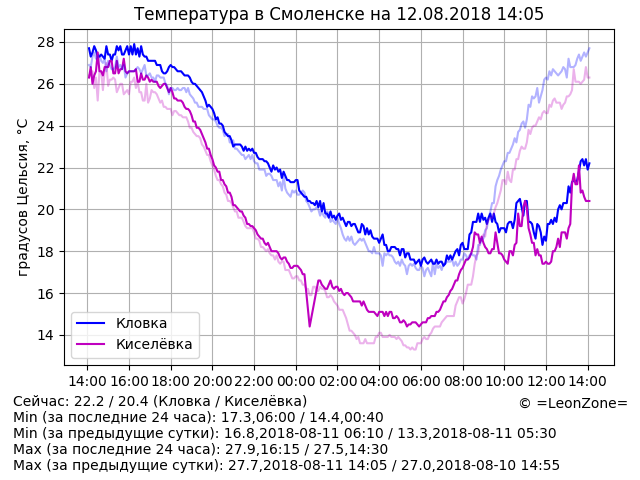 Температура в Смоленске на 12.08.2018 14:05
градусов Цельсия, °C
28
26
24
22
20
18
16
14
Кловка
Киселёвка
14:00 16:00 18:00 20:00 22:00 00:00 02:00 04:00 06:00 08:00 10:00 12:00 14:00
Сейчас: 22.2 / 20.4 (Кловка / Киселёвка)
© =LeonZone=
Min (за последние 24 часа): 17.3,06:00 / 14.4,00:40
Min (за предыдущие сутки): 16.8,2018-08-11 06:10 / 13.3,2018-08-11 05:30
Max (за последние 24 часа): 27.9,16:15 / 27.5,14:30
Max (за предыдущие сутки): 27.7,2018-08-11 14:05 / 27.0,2018-08-10 14:55